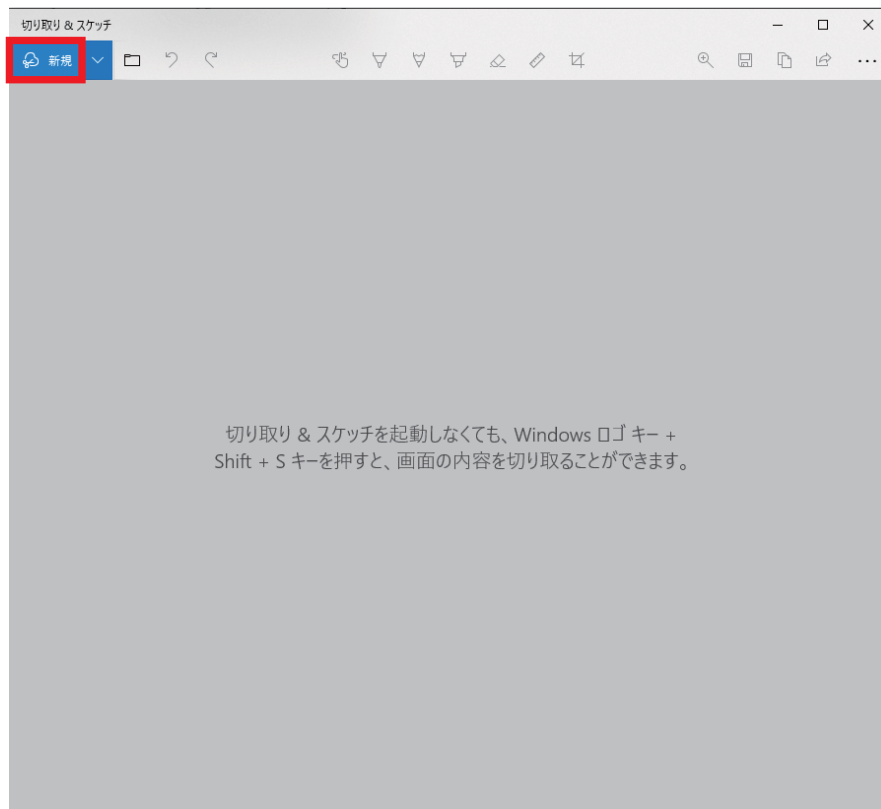 切り取り & スケッチ
新規
切り取り & スケッチを起動しなくても、Windows ロゴ キー +
Shift + S キーを押すと、画面の内容を切り取ることができます。